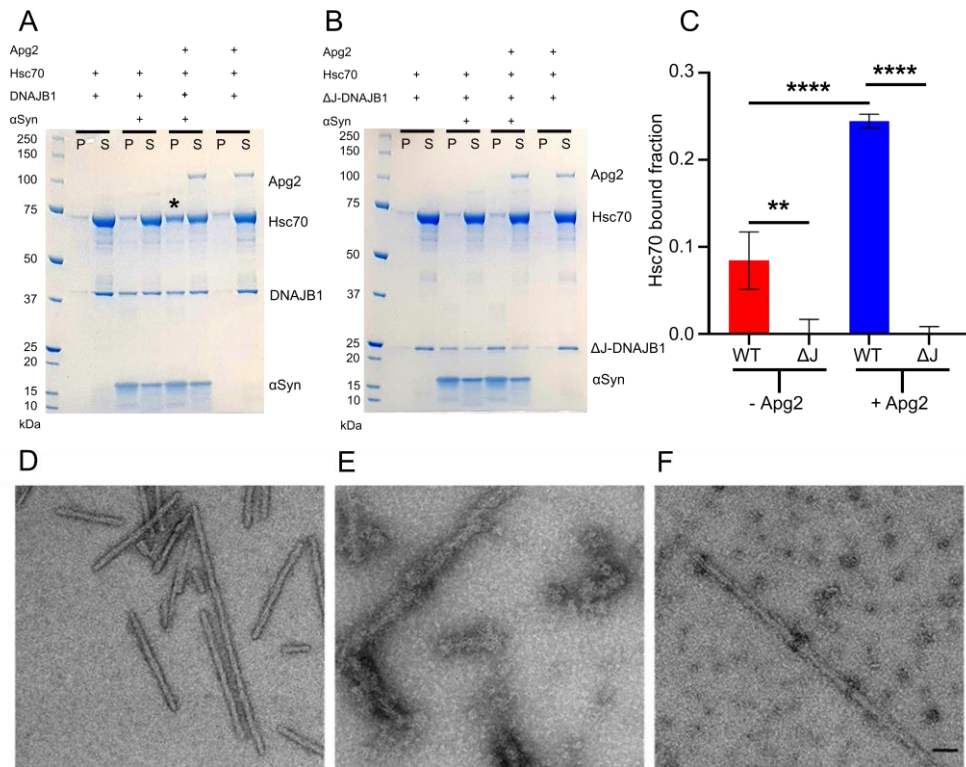 A
Apg2 + +
Hsc70 + + + +
DNAJB1 + + + +
αSyn + +
P S P S P S P S
250
150
100
75
50
37
25
20
15
10
kDa
*
Apg2
Hsc70
DNAJB1
αSyn
B
Apg2 + +
Hsc70 + + + +
ΔJ-DNAJB1 + + + +
αSyn + +
P S P S P S P S
250
150
100
75
50
37
25
20
15
10
kDa
Apg2
Hsc70
ΔJ-DNAJB1
αSyn
C
Hsc70 bound fraction
0.3
0.2
0.1
0.0
****
****
**
WT ΔJ WT ΔJ
- Apg2 + Apg2
D E F